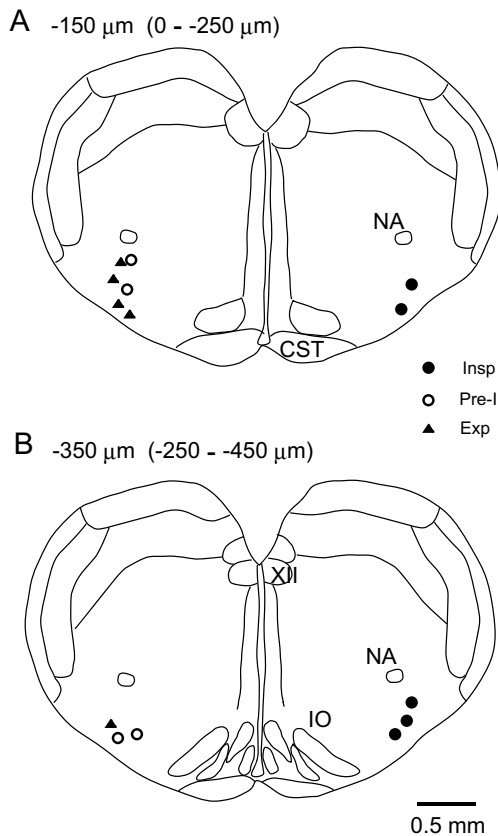 A
-150 μm (0 - -250 μm)
NA
CST
Insp
Pre-I
Exp
B
-350 μm (-250 - -450 μm)
XII
NA
IO
0.5 mm